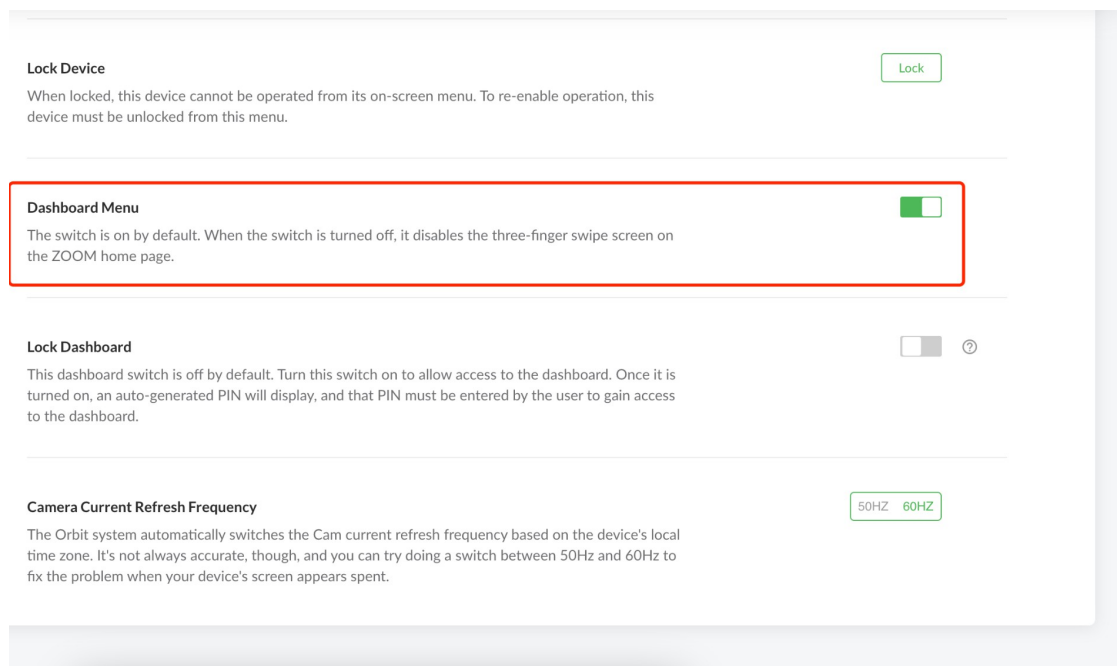 Lock Device
Lock
When locked, this device cannot be operated from its on-screen menu. To re-enable operation, this
device must be unlocked from this menu.
Dashboard Menu
The switch is on by default. When the switch is turned off, it disables the three-finger swipe screen on
the ZOOM home page.
Lock Dashboard
?
This dashboard switch is off by default. Turn this switch on to allow access to the dashboard. Once it is
turned on, an auto-generated PIN will display, and that PIN must be entered by the user to gain access
to the dashboard.
Camera Current Refresh Frequency
50HZ 60HZ
The Orbit system automatically switches the Cam current refresh frequency based on the device's local
time zone. It's not always accurate, though, and you can try doing a switch between 50Hz and 60Hz to
fix the problem when your device's screen appears spent.